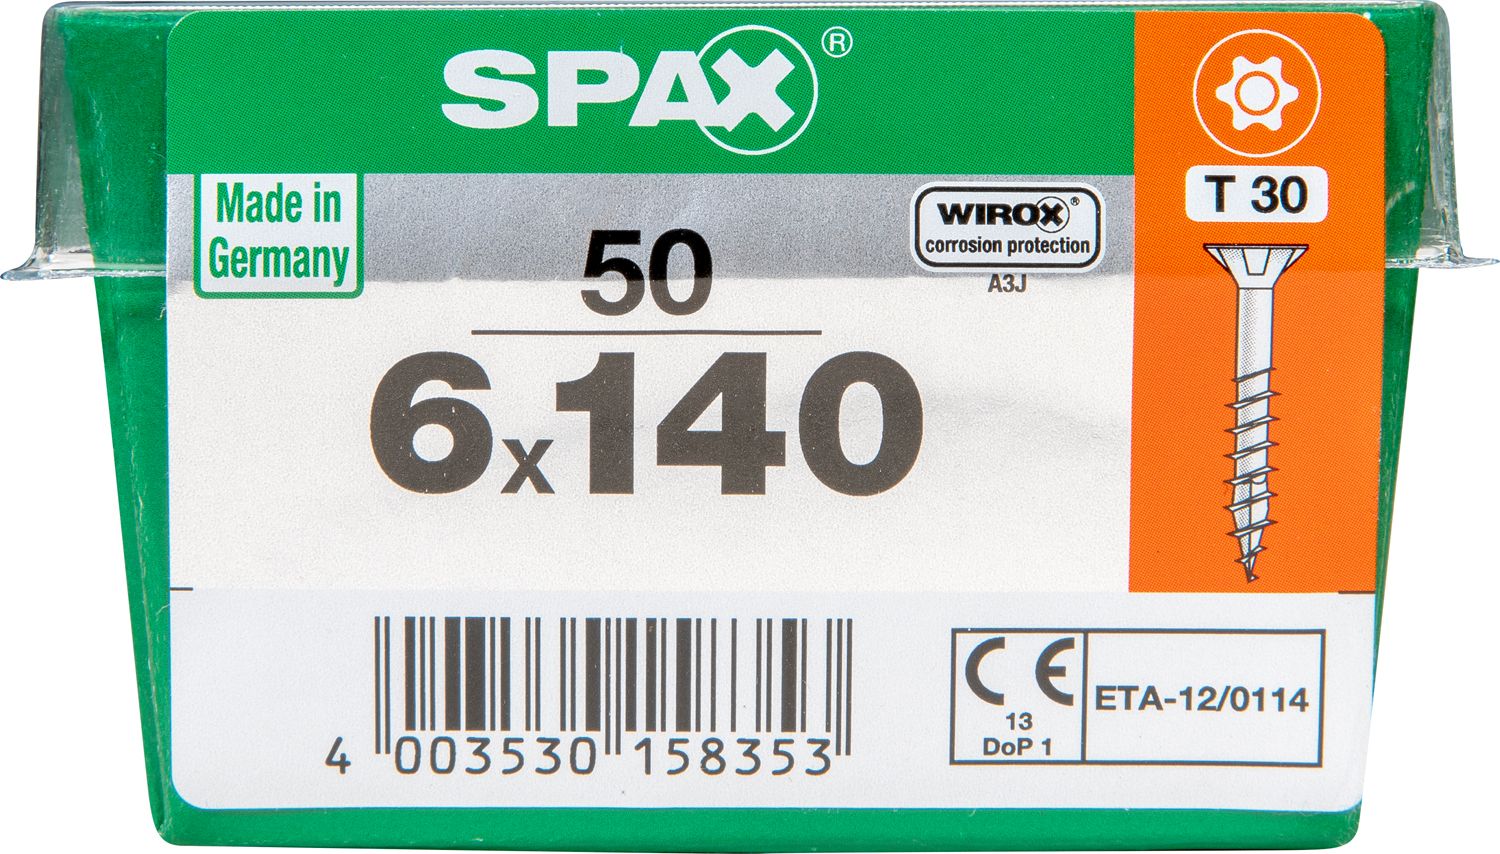 SPAX®
T 30
Made in
Germany
WIROX®
corrosion protection
A3J
50
6x140
4 003530 158353
CE
13
DoP 1
ETA-12/0114